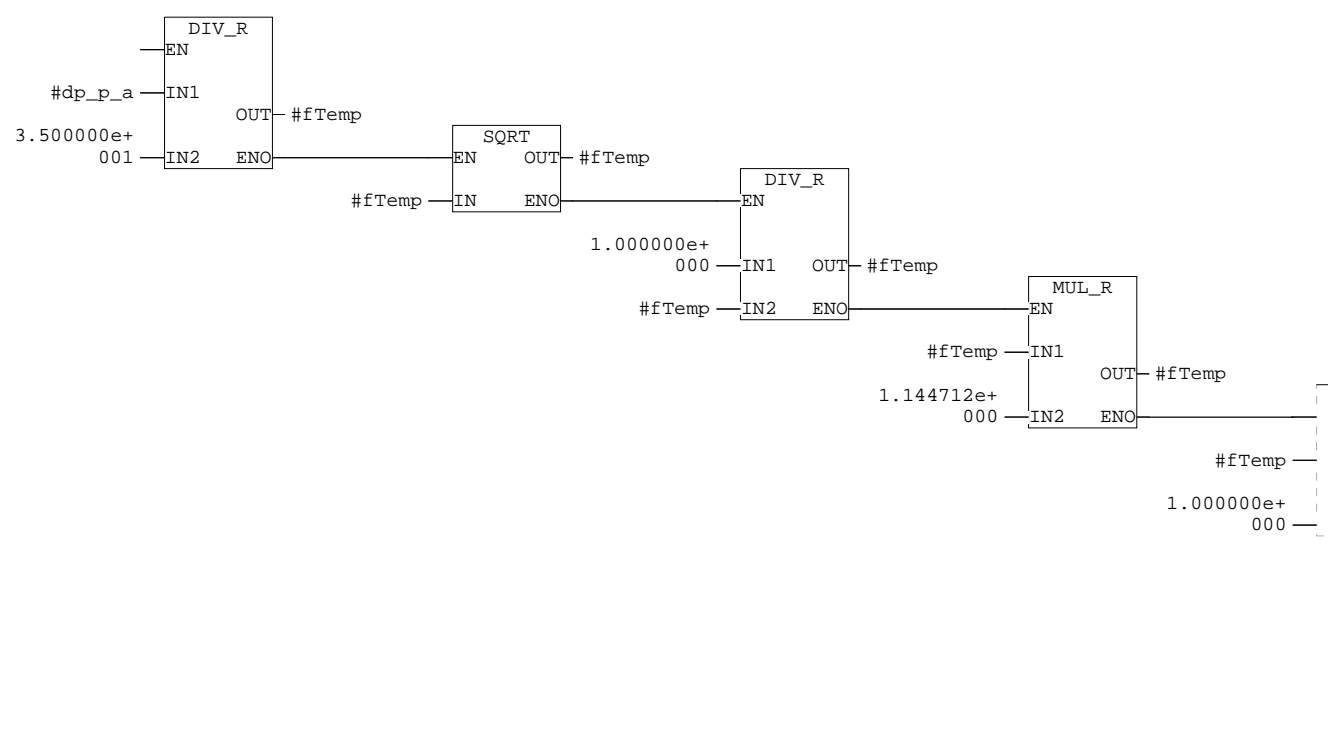 DIV_R
EN
#dp_p_a IN1
OUT #fTemp
3.500000e+
001 IN2 ENO
SQRT
EN OUT #fTemp
#fTemp IN ENO
DIV_R
EN
1.000000e+
000 IN1 OUT #fTemp
#fTemp IN2 ENO
MUL_R
EN
#fTemp IN1
OUT #fTemp
1.144712e+
000 IN2 ENO
#fTemp
1.000000e+
000